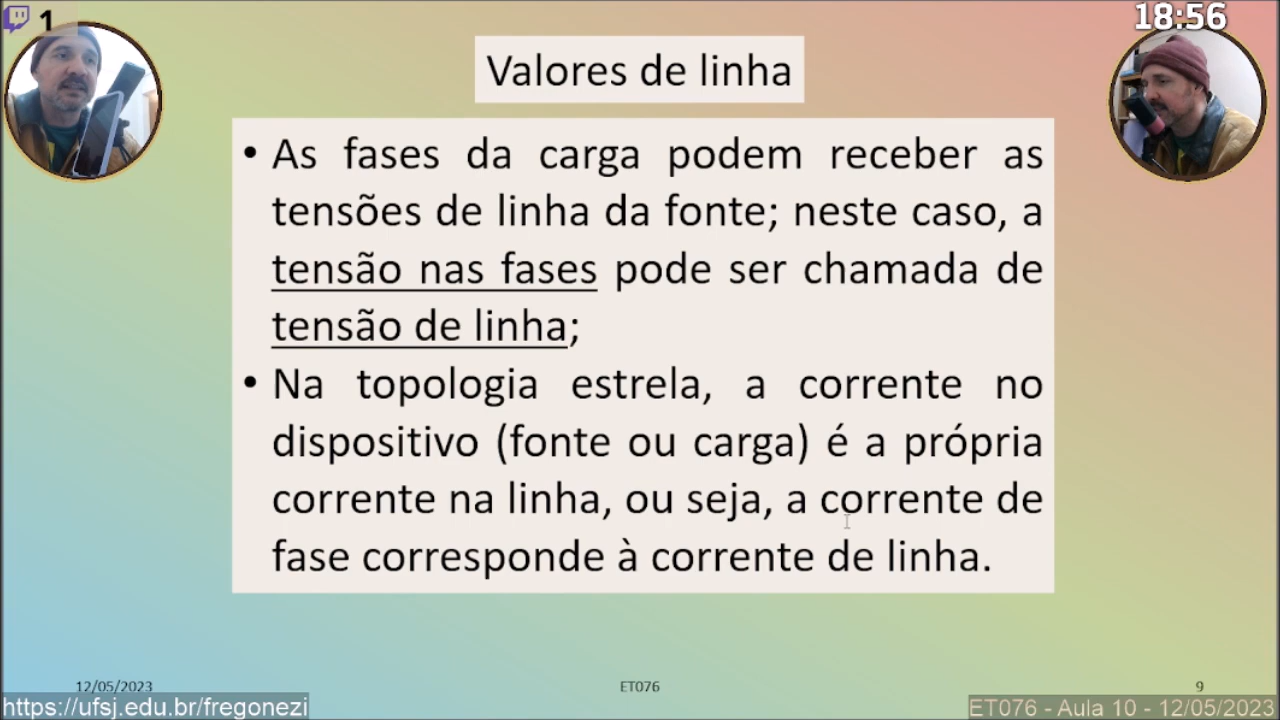 1
18:56
Valores de linha
• As fases da carga podem receber as
tensões de linha da fonte; neste caso, a
tensão nas fases pode ser chamada de
tensão de linha;
• Na topologia estrela, a corrente no
dispositivo (fonte ou carga) é a própria
corrente na linha, ou seja, a corrente de
fase corresponde à corrente de linha.
12/05/2023
ET076
9
https://ufsj.edu.br/fregonezi
ET076 - Aula 10 - 12/05/2023